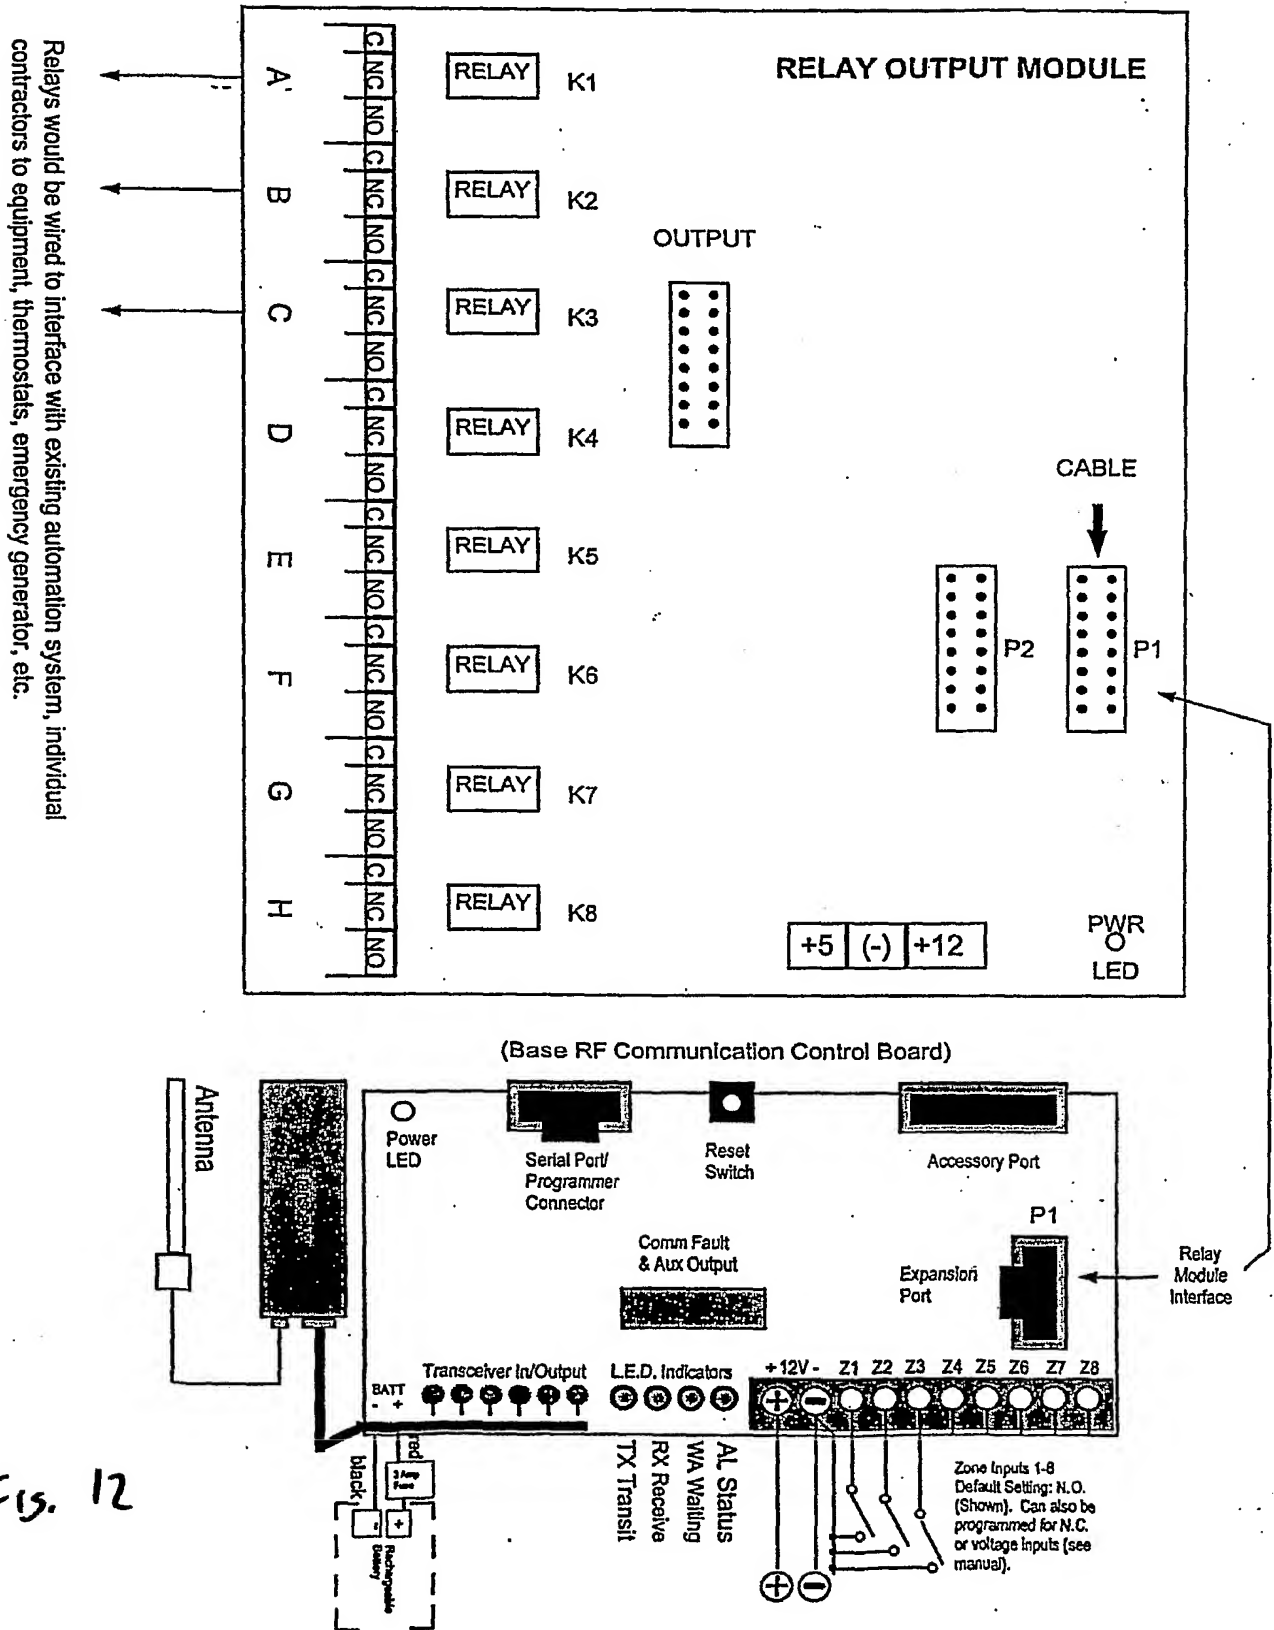 Relays would be wired to interface with existing automation system, individual
contractors to equipment, thermostats, emergency generator, etc.
RELAY OUTPUT MODULE
A
C NC NO
RELAY K1
B
C NC NO
RELAY K2
OUTPUT
C
C NC NO
RELAY K3
D
C NC NO
RELAY K4
CABLE
E
C NC NO
RELAY K5
P2
P1
F
C NC NO
RELAY K6
G
C NC NO
RELAY K7
H
C NC NO
RELAY K8
+5 (-) +12
PWR
LED
(Base RF Communication Control Board)
Antenna
Power
LED
Serial Port/
Programmer
Connector
Reset
Switch
Accessory Port
Comm Fault
& Aux Output
P1
Expansion
Port
Relay
Module
Interface
BATT
- +
Transceiver In/Output
L.E.D. Indicators
+ 12V - Z1 Z2 Z3 Z4 Z5 Z6 Z7 Z8
+ -
TX Transit
RX Receive
WA Waiting
AL Status
black
red
3 Amp
Fuse
- +
Rechargeable
Battery
+ -
Zone Inputs 1-8
Default Setting: N.O.
(Shown). Can also be
programmed for N.C.
or voltage inputs (see
manual).
Fig. 12